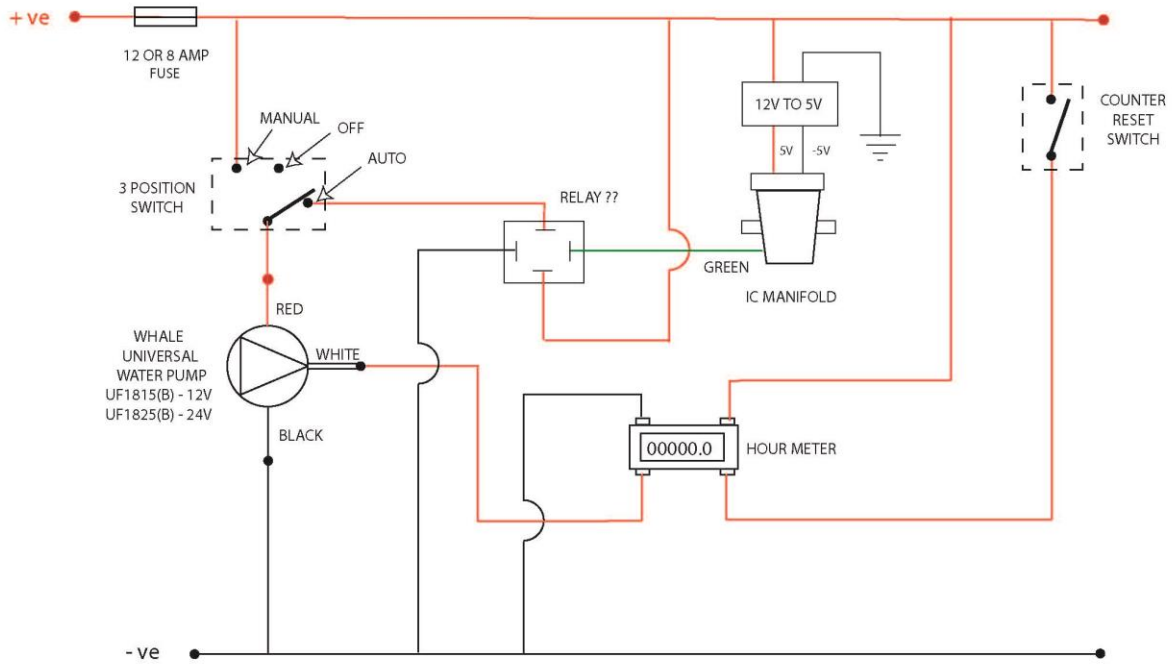 + ve
12 OR 8 AMP
FUSE
MANUAL
OFF
AUTO
3 POSITION
SWITCH
12V TO 5V
5V
-5V
COUNTER
RESET
SWITCH
RELAY ??
GREEN
IC MANIFOLD
RED
WHALE
UNIVERSAL
WATER PUMP
UF1815(B) - 12V
UF1825(B) - 24V
WHITE
BLACK
00000.0
HOUR METER
- ve